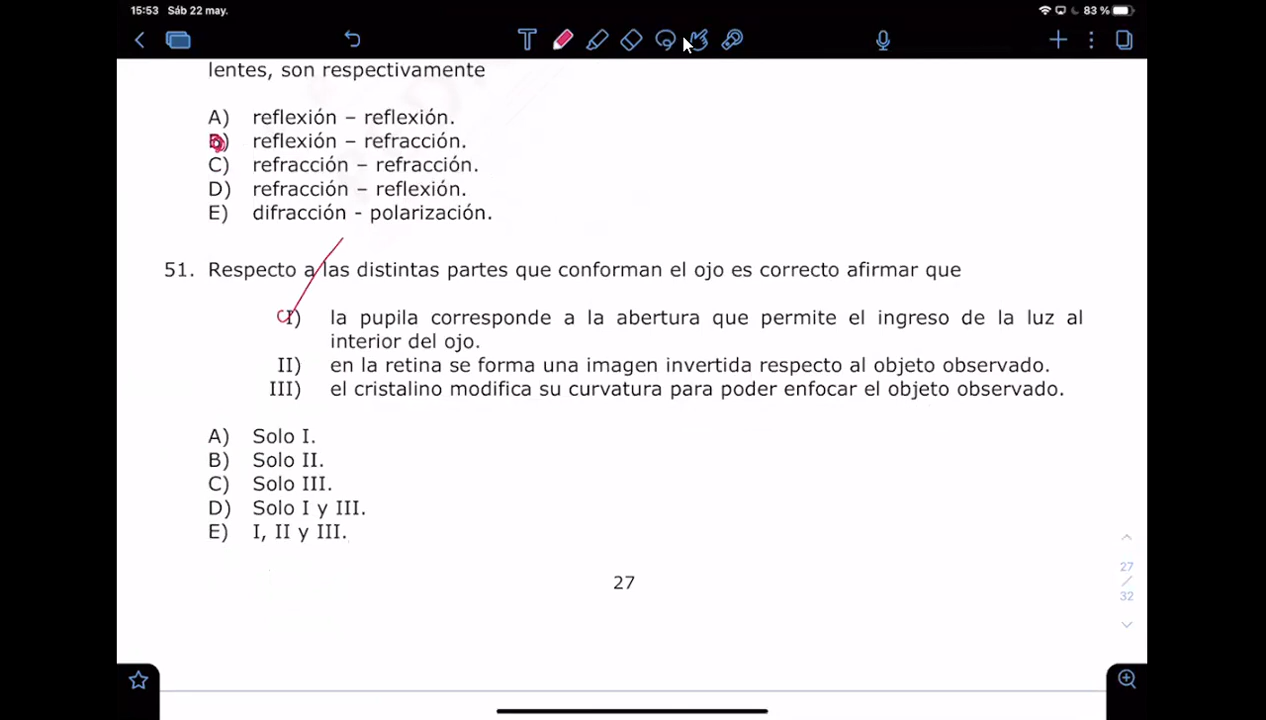 15:53 Sáb 22 may. 83 %
lentes, son respectivamente
A) reflexión – reflexión.
B) reflexión – refracción.
C) refracción – refracción.
D) refracción – reflexión.
E) difracción - polarización.
51. Respecto a las distintas partes que conforman el ojo es correcto afirmar que
I) la pupila corresponde a la abertura que permite el ingreso de la luz al
interior del ojo.
II) en la retina se forma una imagen invertida respecto al objeto observado.
III) el cristalino modifica su curvatura para poder enfocar el objeto observado.
A) Solo I.
B) Solo II.
C) Solo III.
D) Solo I y III.
E) I, II y III.
27
27
/
32